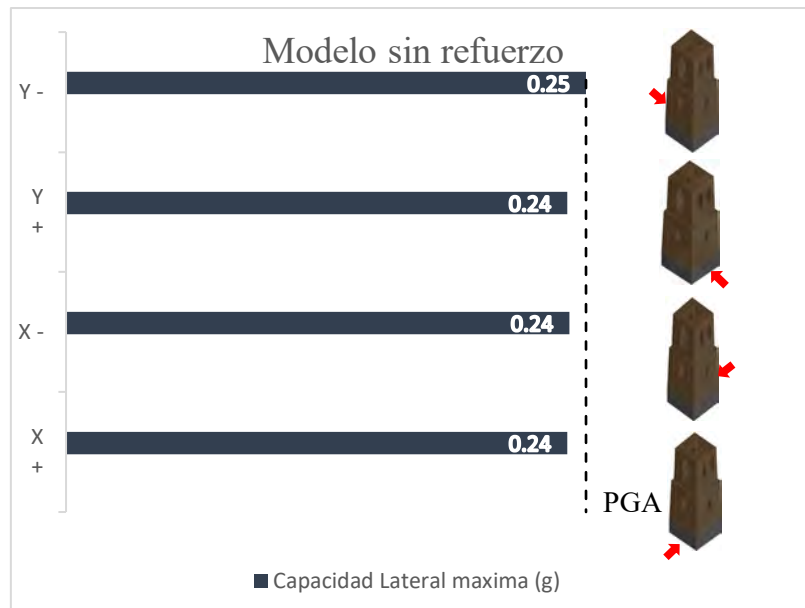 Modelo sin refuerzo
Y -
0.25
Y
+
0.24
X -
0.24
X
+
0.24
PGA
Capacidad Lateral maxima (g)